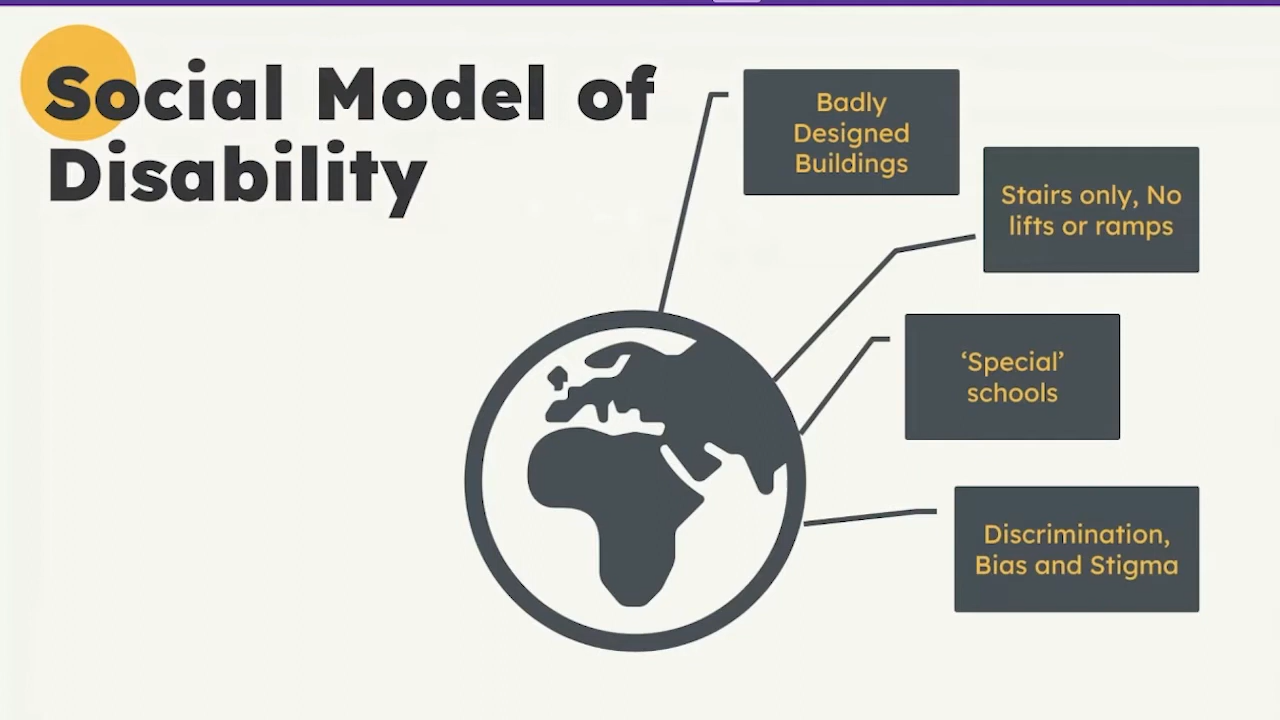 Social Model of
Disability
Badly
Designed
Buildings
Stairs only, No
lifts or ramps
‘Special’
schools
Discrimination,
Bias and Stigma